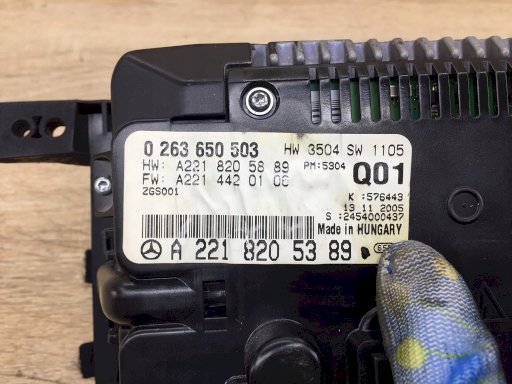 0 263 650 503 HW 3504 SW 1105
HW: A221 820 58 89 PM:5304 Q01
FW: A221 442 01 06
ZGS001
K :576443
13 11 2005
S :2454000437
Made in HUNGARY
A 221 820 53 89